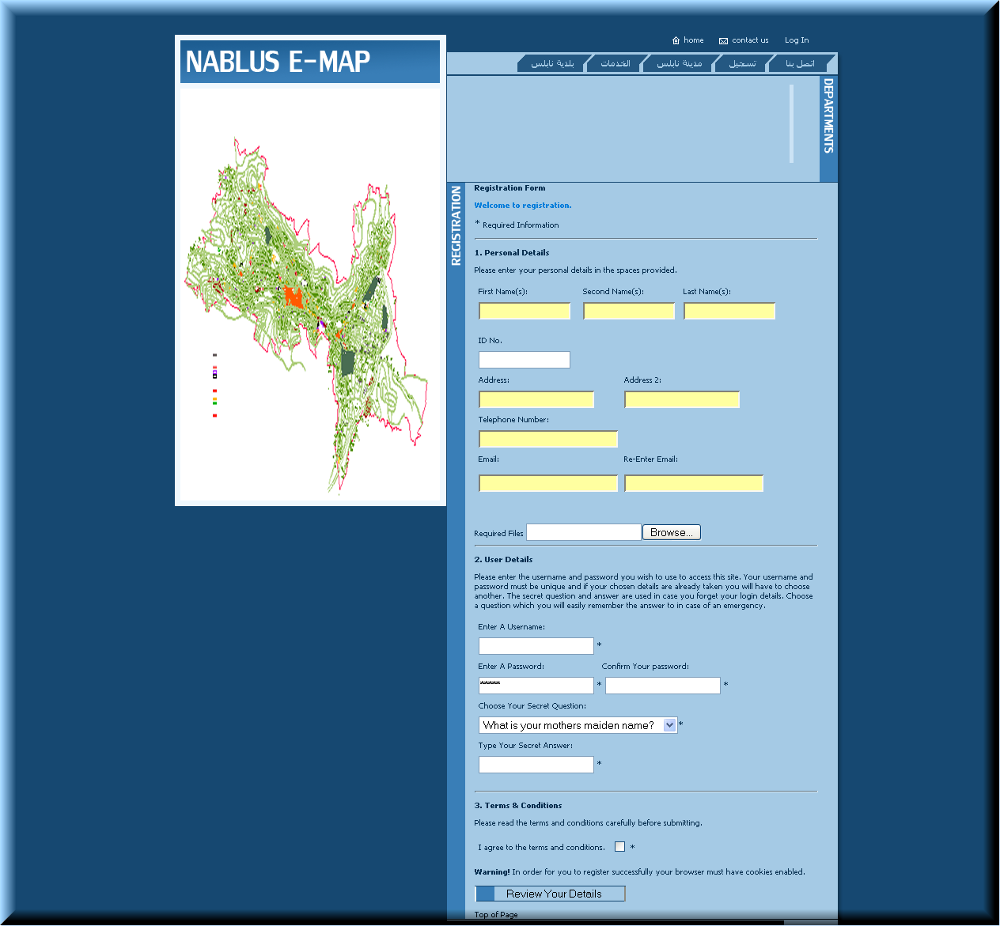 NABLUS E-MAP
home contact us Log In
اتصل بنا تسجيل مدينة نابلس الخدمات بلدية نابلس
DEPARTMENTS
REGISTRATION
Registration Form
Welcome to registration.
* Required Information
1. Personal Details
Please enter your personal details in the spaces provided.
First Name(s): Second Name(s): Last Name(s):
ID No.
Address: Address 2:
Telephone Number:
Email: Re-Enter Email:
Required Files Browse...
2. User Details
Please enter the username and password you wish to use to access this site. Your username and
password must be unique and if your chosen details are already taken you will have to choose
another. The secret question and answer are used in case you forget your login details. Choose
a question which you will easily remember the answer to in case of an emergency.
Enter A Username:
*
Enter A Password: Confirm Your password:
***** * *
Choose Your Secret Question:
What is your mothers maiden name? *
Type Your Secret Answer:
*
3. Terms & Conditions
Please read the terms and conditions carefully before submitting.
I agree to the terms and conditions. *
Warning! In order for you to register successfully your browser must have cookies enabled.
Review Your Details
Top of Page